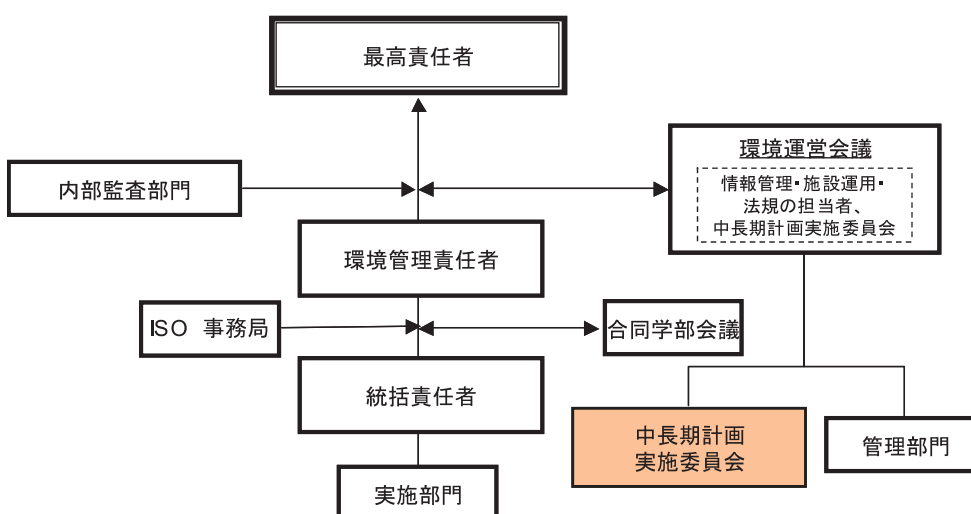 最高責任者
環境運営会議
内部監査部門
情報管理・施設運用・
法規の担当者、
中長期計画実施委員会
環境管理責任者
ISO 事務局
合同学部会議
統括責任者
中長期計画
実施委員会
管理部門
実施部門